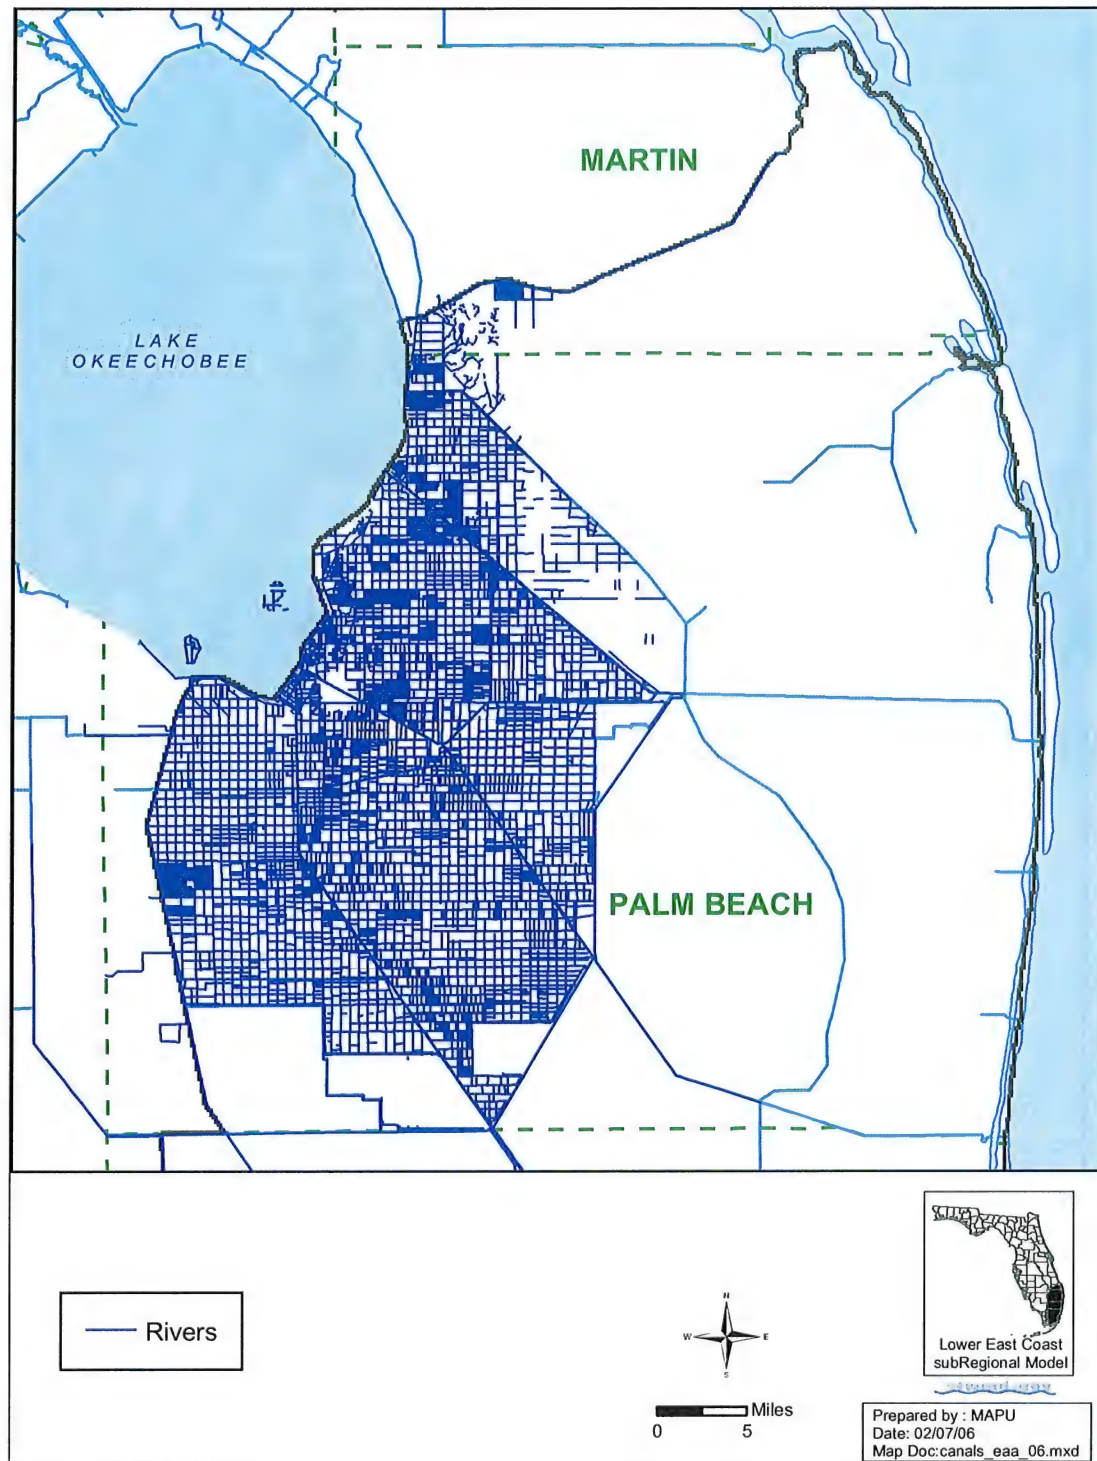 MARTIN
LAKE
OKEECHOBEE
PALM BEACH
Rivers
N
W E
S
Miles
0 5
Lower East Coast
subRegional Model
Prepared by : MAPU
Date: 02/07/06
Map Doc:canals_eaa_06.mxd